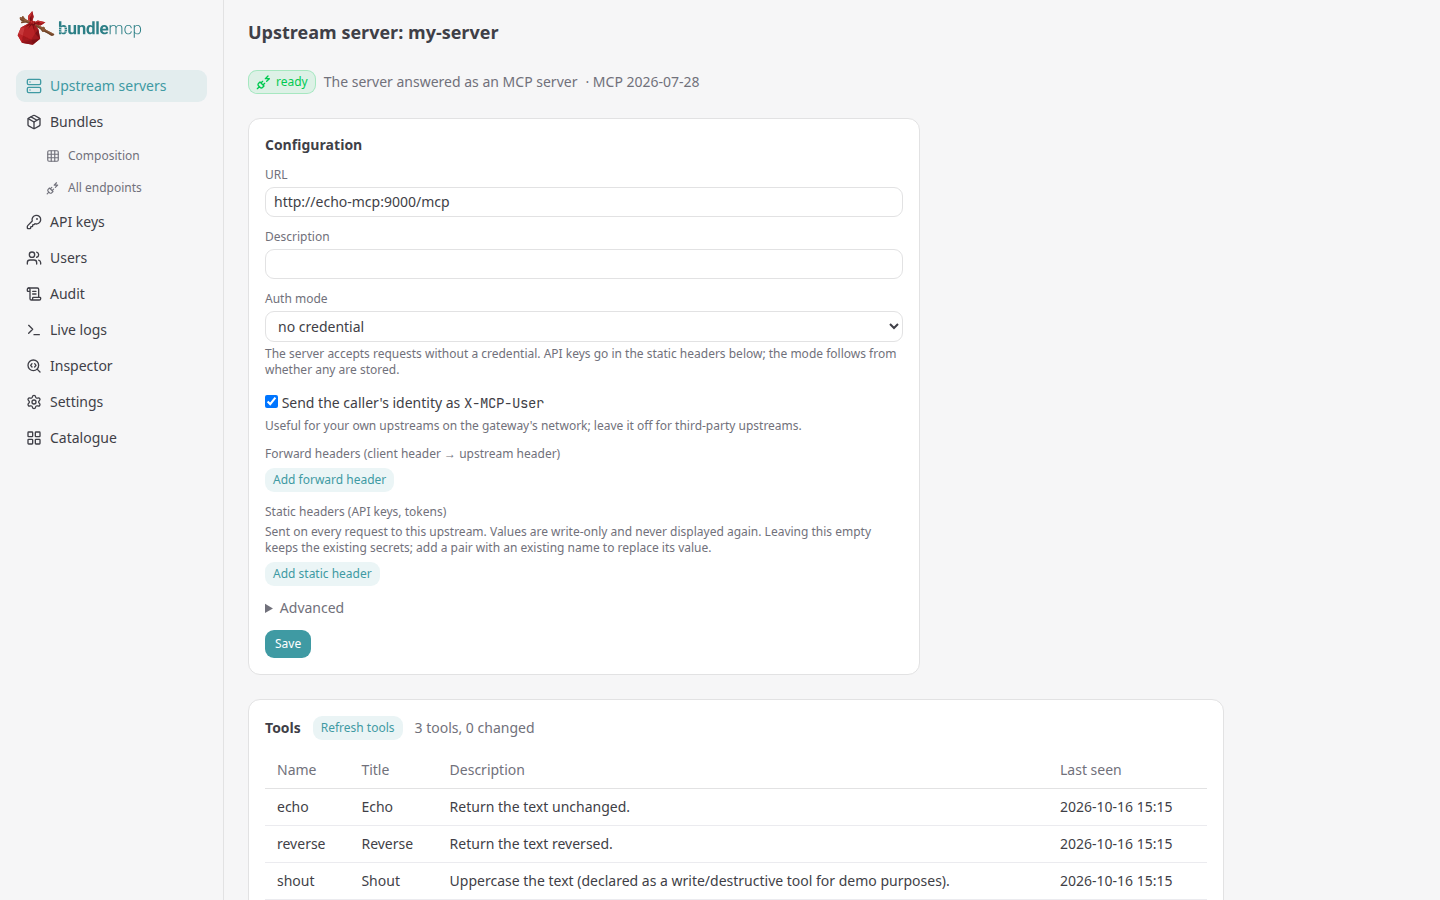 bundlemcp
Upstream server: my-server
ready The server answered as an MCP server · MCP 2026-07-28
Upstream servers
Bundles
Composition
All endpoints
API keys
Users
Audit
Live logs
Inspector
Settings
Catalogue
Configuration
URL
http://echo-mcp:9000/mcp
Description
Auth mode
no credential
The server accepts requests without a credential. API keys go in the static headers below; the mode follows from
whether any are stored.
Send the caller's identity as X-MCP-User
Useful for your own upstreams on the gateway's network; leave it off for third-party upstreams.
Forward headers (client header → upstream header)
Add forward header
Static headers (API keys, tokens)
Sent on every request to this upstream. Values are write-only and never displayed again. Leaving this empty
keeps the existing secrets; add a pair with an existing name to replace its value.
Add static header
Advanced
Save
Tools Refresh tools 3 tools, 0 changed
Name Title Description Last seen
echo Echo Return the text unchanged. 2026-10-16 15:15
reverse Reverse Return the text reversed. 2026-10-16 15:15
shout Shout Uppercase the text (declared as a write/destructive tool for demo purposes). 2026-10-16 15:15